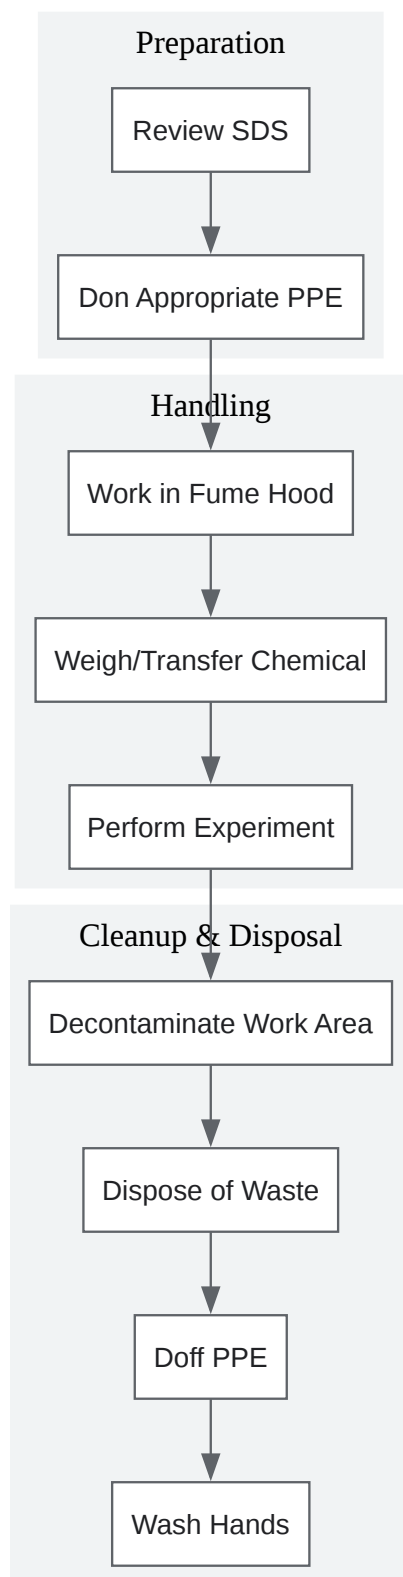 Preparation
Review SDS
Don Appropriate PPE
Handling
Work in Fume Hood
Weigh/Transfer Chemical
Perform Experiment
Cleanup & Disposal
Decontaminate Work Area
Dispose of Waste
Doff PPE
Wash Hands